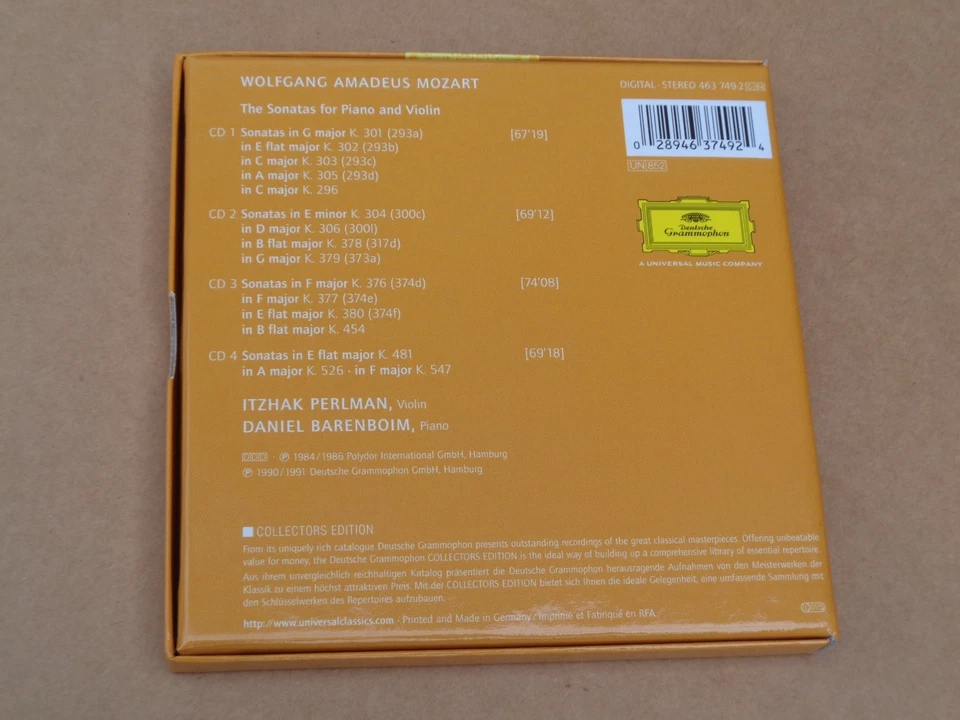 WOLFGANG AMADEUS MOZART
DIGITAL · STEREO 463 749-2 GB4
The Sonatas for Piano and Violin
CD 1 Sonatas in G major K. 301 (293a) [67'19]
in E flat major K. 302 (293b)
in C major K. 303 (293c)
in A major K. 305 (293d)
in C major K. 296
0 28946 37492 4
UN 852
CD 2 Sonatas in E minor K. 304 (300c) [69'12]
in D major K. 306 (300l)
in B flat major K. 378 (317d)
in G major K. 379 (373a)
Deutsche
Grammophon
A UNIVERSAL MUSIC COMPANY
CD 3 Sonatas in F major K. 376 (374d) [74'08]
in F major K. 377 (374e)
in E flat major K. 380 (374f)
in B flat major K. 454
CD 4 Sonatas in E flat major K. 481 [69'18]
in A major K. 526 · in F major K. 547
ITZHAK PERLMAN, Violin
DANIEL BARENBOIM, Piano
DDD · ℗ 1984/1986 Polydor International GmbH, Hamburg
℗ 1990/1991 Deutsche Grammophon GmbH, Hamburg
COLLECTORS EDITION
From its uniquely rich catalogue Deutsche Grammophon presents outstanding recordings of the great classical masterpieces. Offering unbeatable
value for money, the Deutsche Grammophon COLLECTORS EDITION is the ideal way of building up a comprehensive library of essential repertoire.
Aus ihrem unvergleichlich reichhaltigen Katalog präsentiert die Deutsche Grammophon herausragende Aufnahmen von den Meisterwerken der
Klassik zu einem höchst attraktiven Preis. Mit der COLLECTORS EDITION bietet sich Ihnen die ideale Gelegenheit, eine umfassende Sammlung mit
den Schlüsselwerken des Repertoires aufzubauen.
http://www.universalclassics.com · Printed and Made in Germany / Imprimé et Fabriqué en RFA